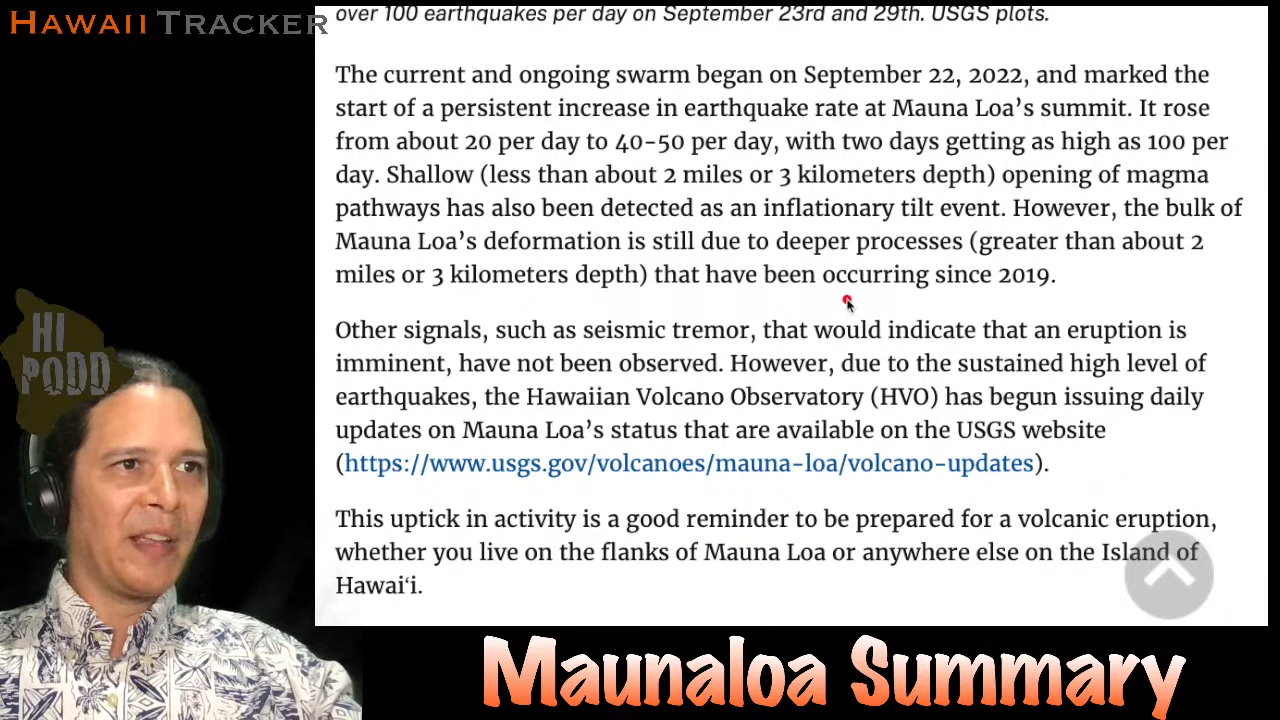 HAWAII TRACKER
over 100 earthquakes per day on September 23rd and 29th. USGS plots.
The current and ongoing swarm began on September 22, 2022, and marked the
start of a persistent increase in earthquake rate at Mauna Loa’s summit. It rose
from about 20 per day to 40-50 per day, with two days getting as high as 100 per
day. Shallow (less than about 2 miles or 3 kilometers depth) opening of magma
pathways has also been detected as an inflationary tilt event. However, the bulk of
Mauna Loa’s deformation is still due to deeper processes (greater than about 2
miles or 3 kilometers depth) that have been occurring since 2019.
Other signals, such as seismic tremor, that would indicate that an eruption is
imminent, have not been observed. However, due to the sustained high level of
earthquakes, the Hawaiian Volcano Observatory (HVO) has begun issuing daily
updates on Mauna Loa’s status that are available on the USGS website
(https://www.usgs.gov/volcanoes/mauna-loa/volcano-updates).
This uptick in activity is a good reminder to be prepared for a volcanic eruption,
whether you live on the flanks of Mauna Loa or anywhere else on the Island of
Hawaiʻi.
HI
PODD
Maunaloa Summary